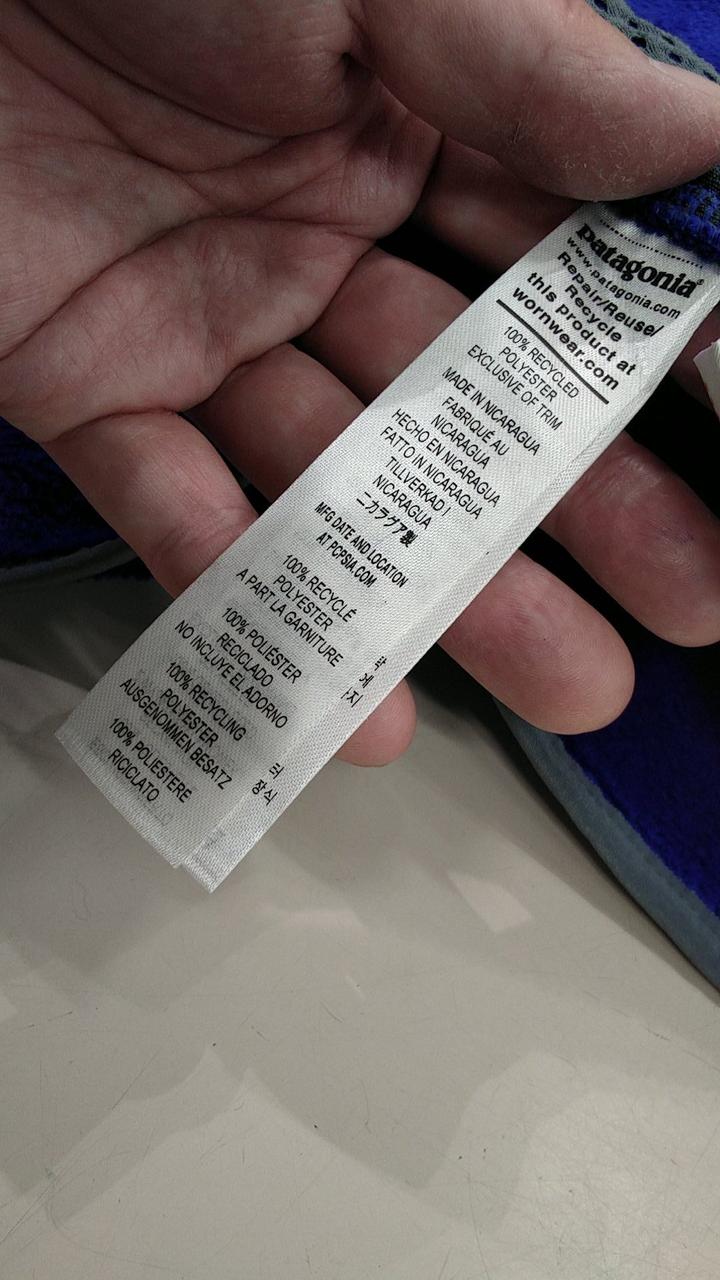 patagonia®
www.patagonia.com
Repair/Reuse/
Recycle
this product at
wornwear.com
100% RECYCLED
POLYESTER
EXCLUSIVE OF TRIM
MADE IN NICARAGUA
FABRIQUÉ AU
NICARAGUA
HECHO EN NICARAGUA
FATTO IN NICARAGUA
TILLVERKAD I
NICARAGUA
ニカラグア製
MFG DATE AND LOCATION
AT PCPSIA.COM
100% RECYCLÉ
POLYESTER
A PART LA GARNITURE
100% POLIÉSTER
RECICLADO
NO INCLUYE EL ADORNO
100% RECYCLING
POLYESTER
AUSGENOMMEN BESATZ
100% POLIESTERE
RICICLATO
장식